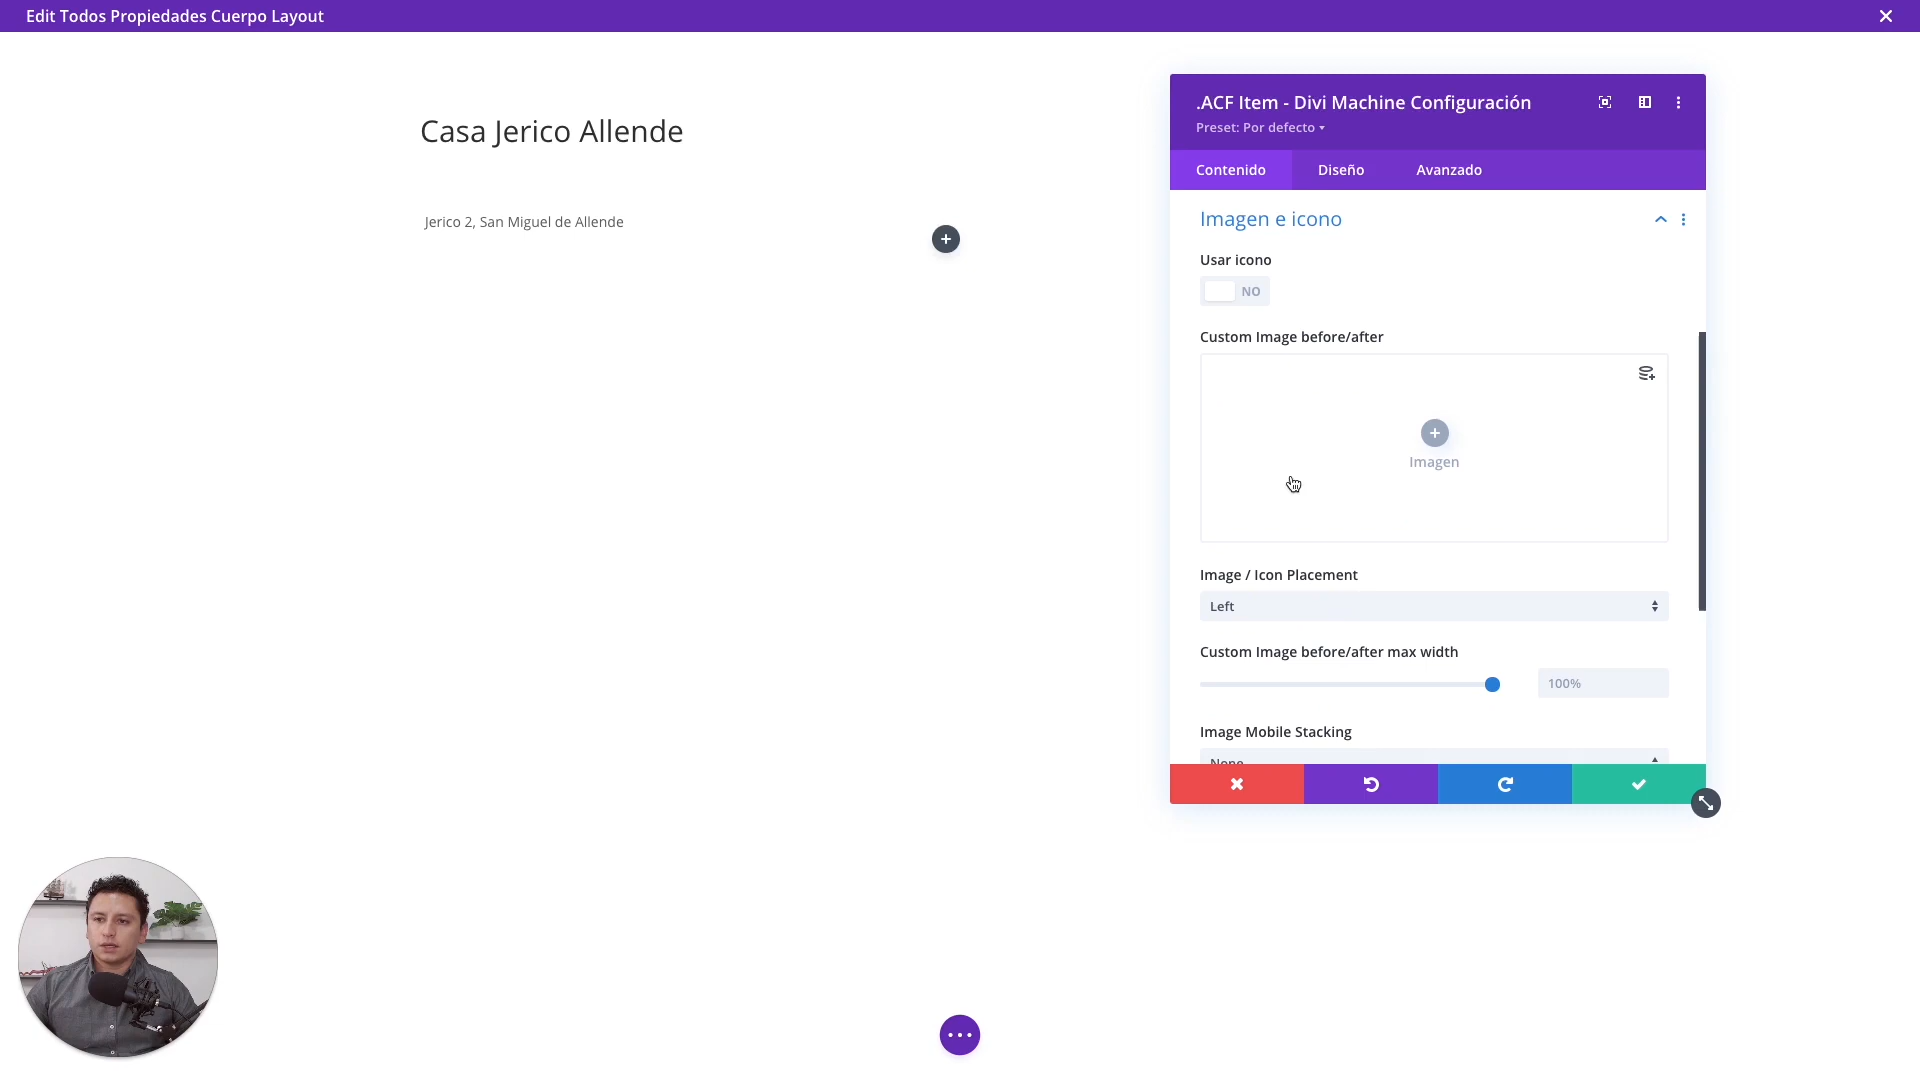 Edit Todos Propiedades Cuerpo Layout
Casa Jerico Allende
Jerico 2, San Miguel de Allende
.ACF Item - Divi Machine Configuración
Preset: Por defecto
Contenido Diseño Avanzado
Imagen e icono
Usar icono
NO
Custom Image before/after
Imagen
Image / Icon Placement
Left
Custom Image before/after max width
100%
Image Mobile Stacking
None